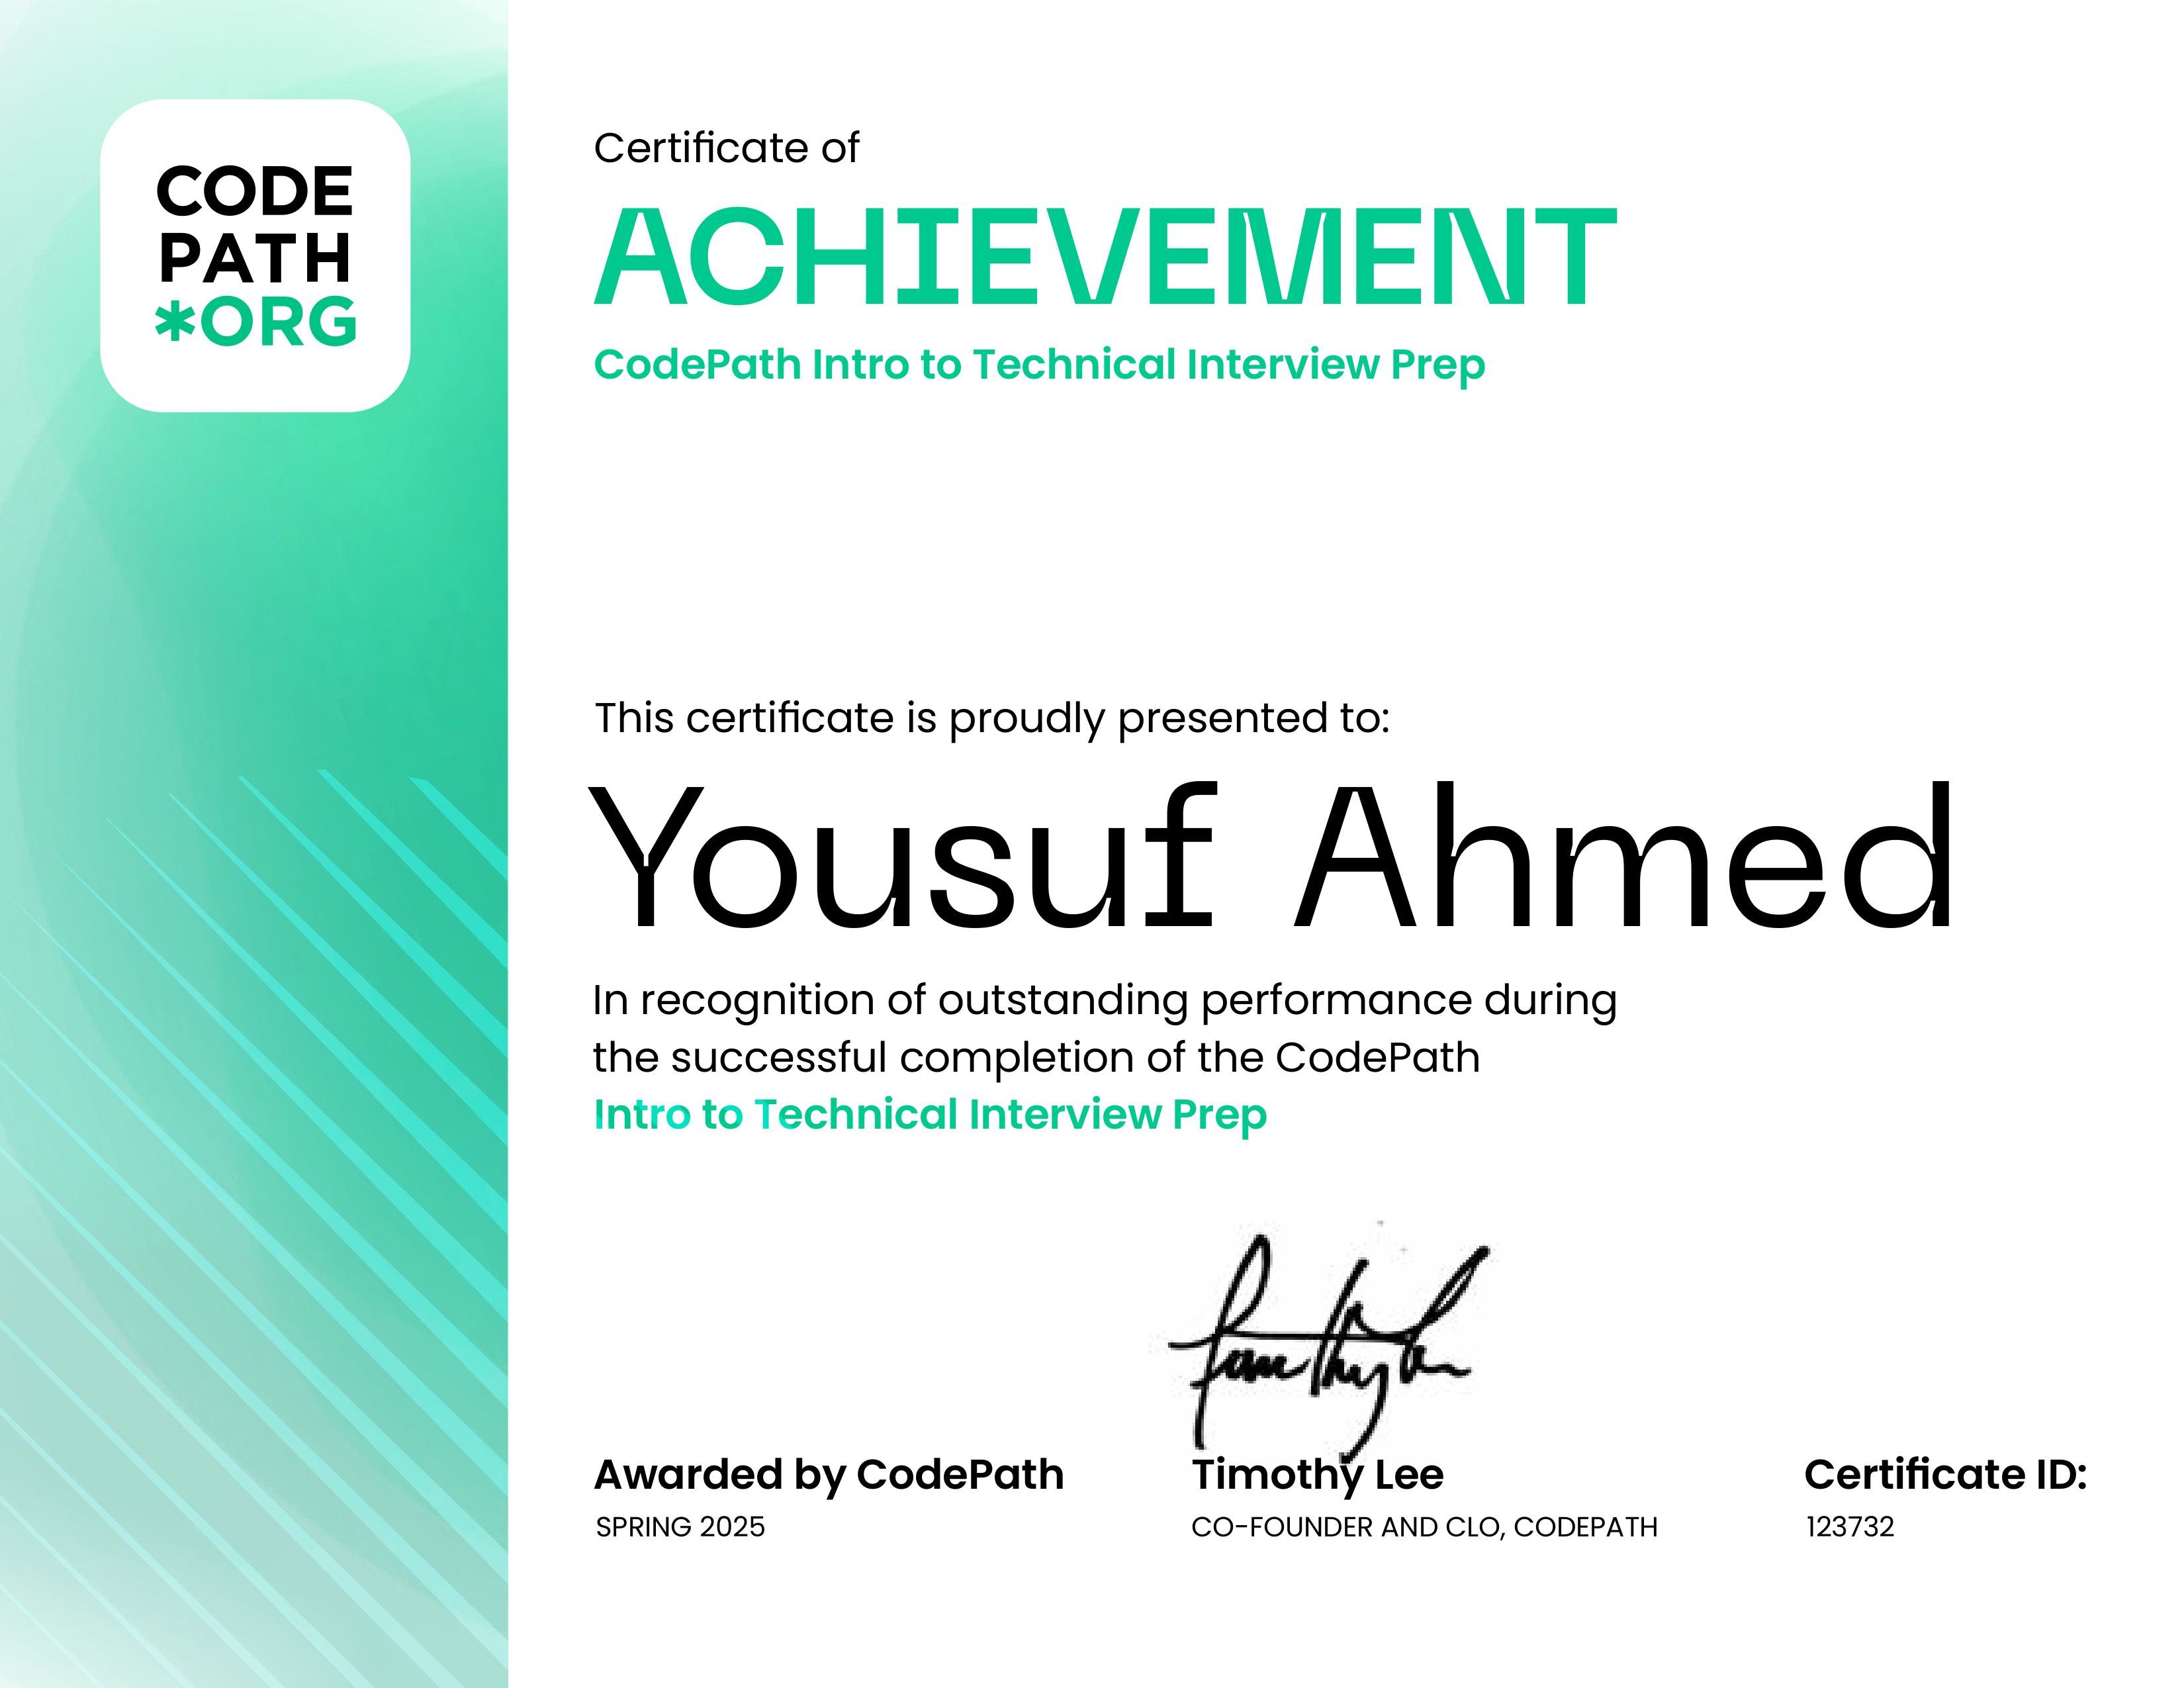 CODE
PATH
*ORG
Certificate of
ACHIEVEMENT
CodePath Intro to Technical Interview Prep
This certificate is proudly presented to:
Yousuf Ahmed
In recognition of outstanding performance during
the successful completion of the CodePath
Intro to Technical Interview Prep
Awarded by CodePath
SPRING 2025
Timothy Lee
CO-FOUNDER AND CLO, CODEPATH
Certificate ID:
123732